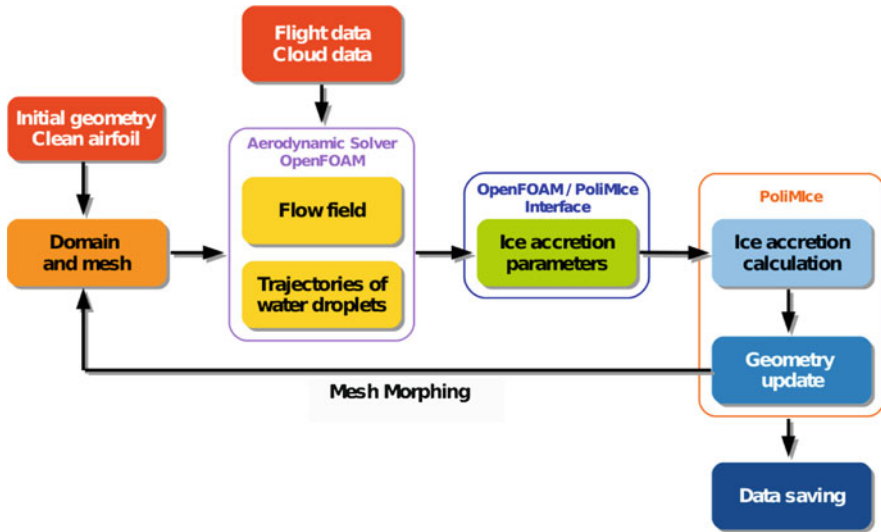 Flight data
Cloud data
Initial geometry
Clean airfoil
Aerodynamic Solver
OpenFOAM
Flow field
Trajectories of
water droplets
Domain
and mesh
OpenFOAM / PoliMIce
Interface
Ice accretion
parameters
PoliMIce
Ice accretion
calculation
Geometry
update
Mesh Morphing
Data saving